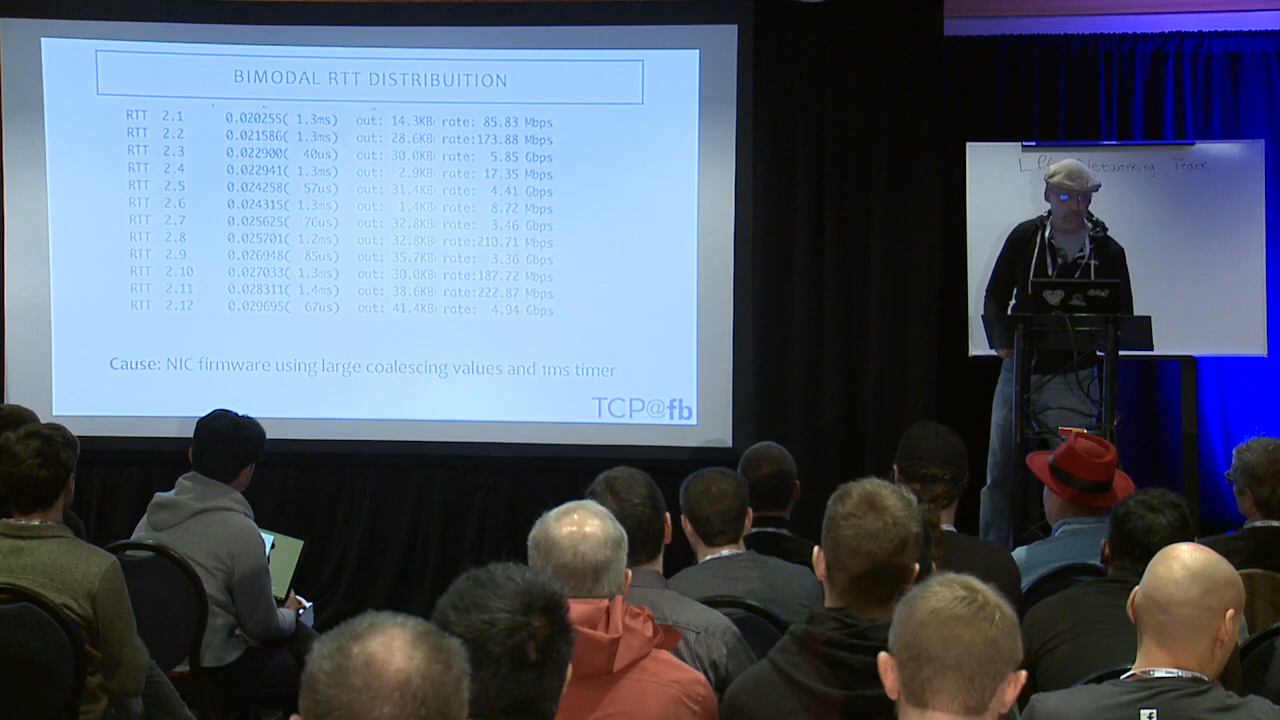 BIMODAL RTT DISTRIBUITION
RTT 2.1 0.020255( 1.3ms) out: 14.3KB rate: 85.83 Mbps
RTT 2.2 0.021586( 1.3ms) out: 28.6KB rate:173.88 Mbps
RTT 2.3 0.022900( 40us) out: 30.0KB rate: 5.85 Gbps
RTT 2.4 0.022941( 1.3ms) out: 2.9KB rate: 17.35 Mbps
RTT 2.5 0.024258( 57us) out: 31.4KB rate: 4.41 Gbps
RTT 2.6 0.024315( 1.3ms) out: 1.4KB rate: 8.72 Mbps
RTT 2.7 0.025625( 76us) out: 32.8KB rate: 3.46 Gbps
RTT 2.8 0.025701( 1.2ms) out: 32.8KB rate:210.71 Mbps
RTT 2.9 0.026948( 85us) out: 35.7KB rate: 3.36 Gbps
RTT 2.10 0.027033( 1.3ms) out: 30.0KB rate:187.72 Mbps
RTT 2.11 0.028311( 1.4ms) out: 38.6KB rate:222.87 Mbps
RTT 2.12 0.029695( 67us) out: 41.4KB rate: 4.94 Gbps
Cause: NIC firmware using large coalescing values and 1ms timer
TCP@fb
Networking Track